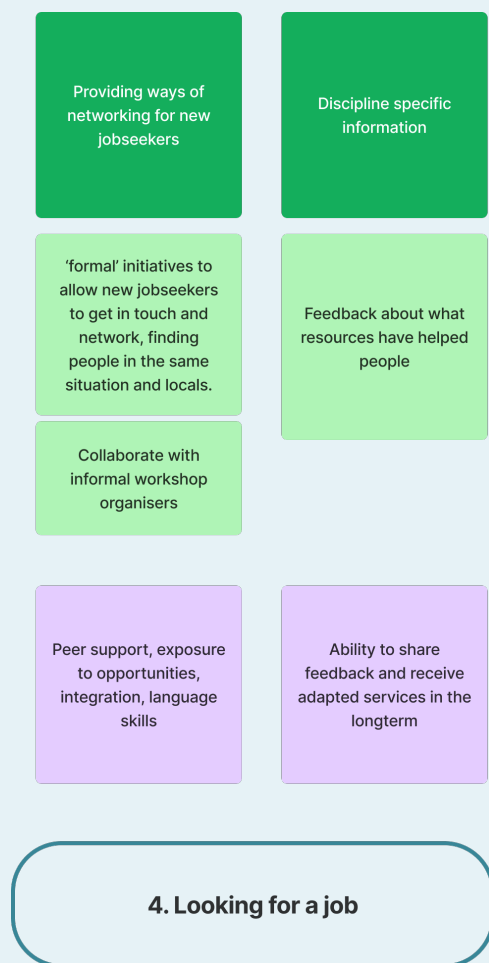 Providing ways of
networking for new
jobseekers
Discipline specific
information
‘formal’ initiatives to
allow new jobseekers
to get in touch and
network, finding
people in the same
situation and locals.
Feedback about what
resources have helped
people
Collaborate with
informal workshop
organisers
Peer support, exposure
to opportunities,
integration, language
skills
Ability to share
feedback and receive
adapted services in the
longterm
4. Looking for a job